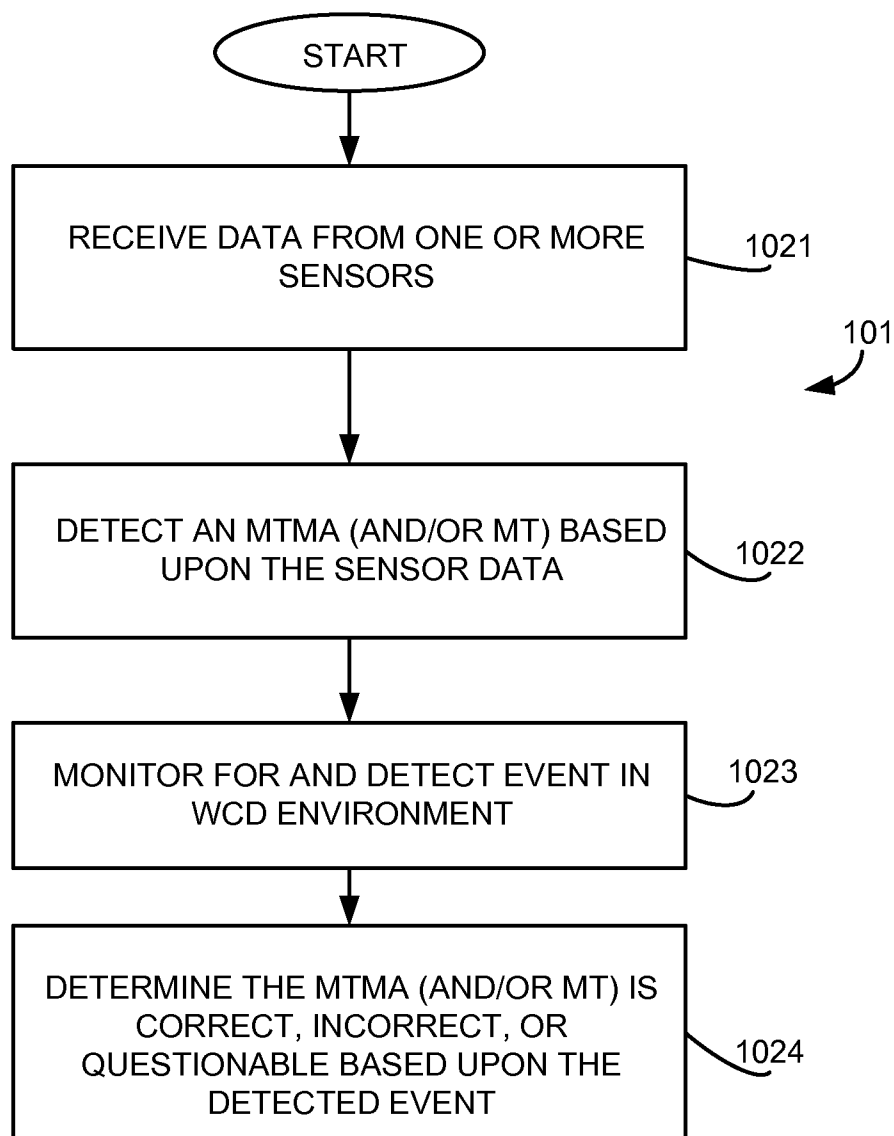 START
RECEIVE DATA FROM ONE OR MORE
SENSORS
1021
101
DETECT AN MTMA (AND/OR MT) BASED
UPON THE SENSOR DATA
1022
MONITOR FOR AND DETECT EVENT IN
WCD ENVIRONMENT
1023
DETERMINE THE MTMA (AND/OR MT) IS
CORRECT, INCORRECT, OR
QUESTIONABLE BASED UPON THE
DETECTED EVENT
1024